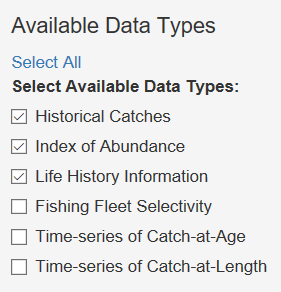 Available Data Types
Select All
Select Available Data Types:
Historical Catches
Index of Abundance
Life History Information
Fishing Fleet Selectivity
Time-series of Catch-at-Age
Time-series of Catch-at-Length